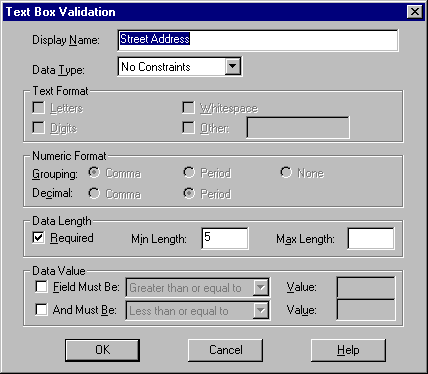 Text Box Validation
Display Name: Street Address
Data Type: No Constraints
Text Format
Letters Whitespace
Digits Other:
Numeric Format
Grouping: Comma Period None
Decimal: Comma Period
Data Length
Required Min Length: 5 Max Length:
Data Value
Field Must Be: Greater than or equal to Value:
And Must Be: Less than or equal to Value:
OK Cancel Help